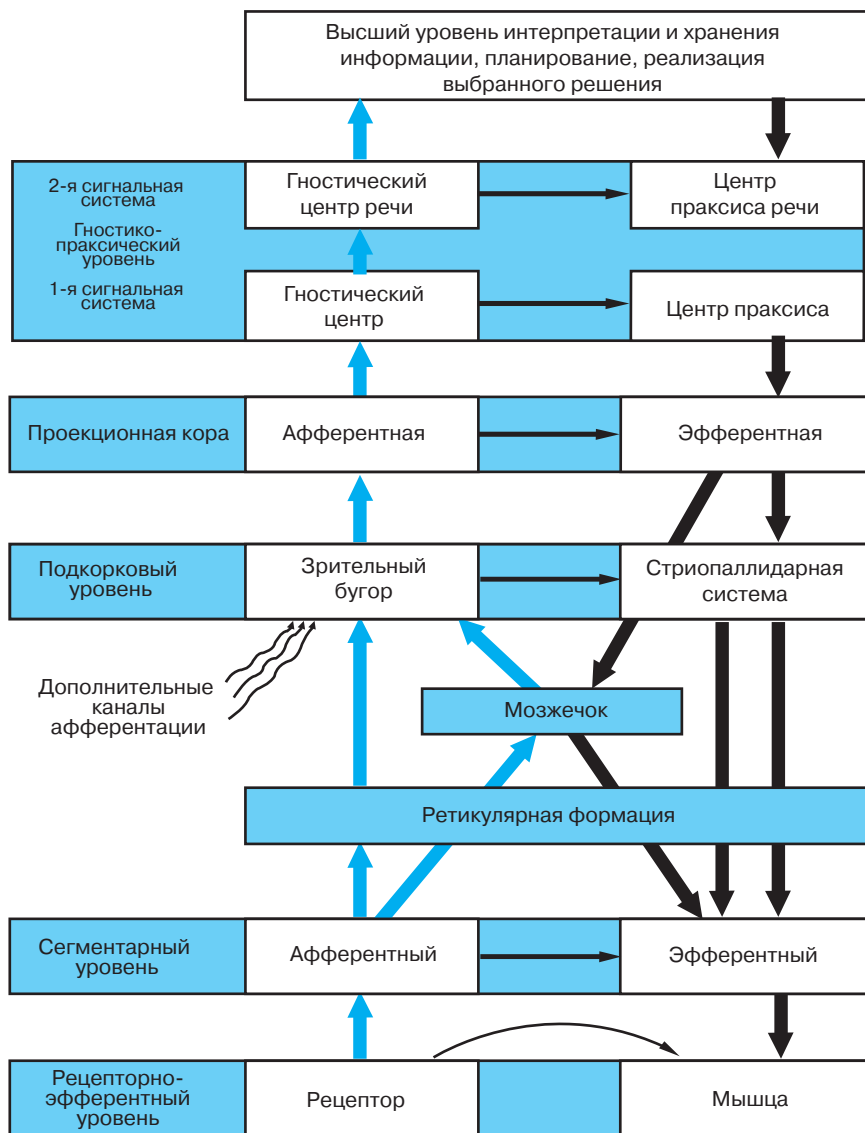 Высший уровень интерпретации и хранения
информации, планирование, реализация
выбранного решения
2-я сигнальная
система
Гностико-
праксический
уровень
1-я сигнальная
система
Гностический
центр речи
Центр
праксиса речи
Гностический
центр
Центр праксиса
Проекционная кора
Афферентная
Эфферентная
Подкорковый
уровень
Зрительный
бугор
Стриопаллидарная
система
Дополнительные
каналы
афферентации
Мозжечок
Ретикулярная формация
Сегментарный
уровень
Афферентный
Эфферентный
Рецепторно-
эфферентный
уровень
Рецептор
Мышца